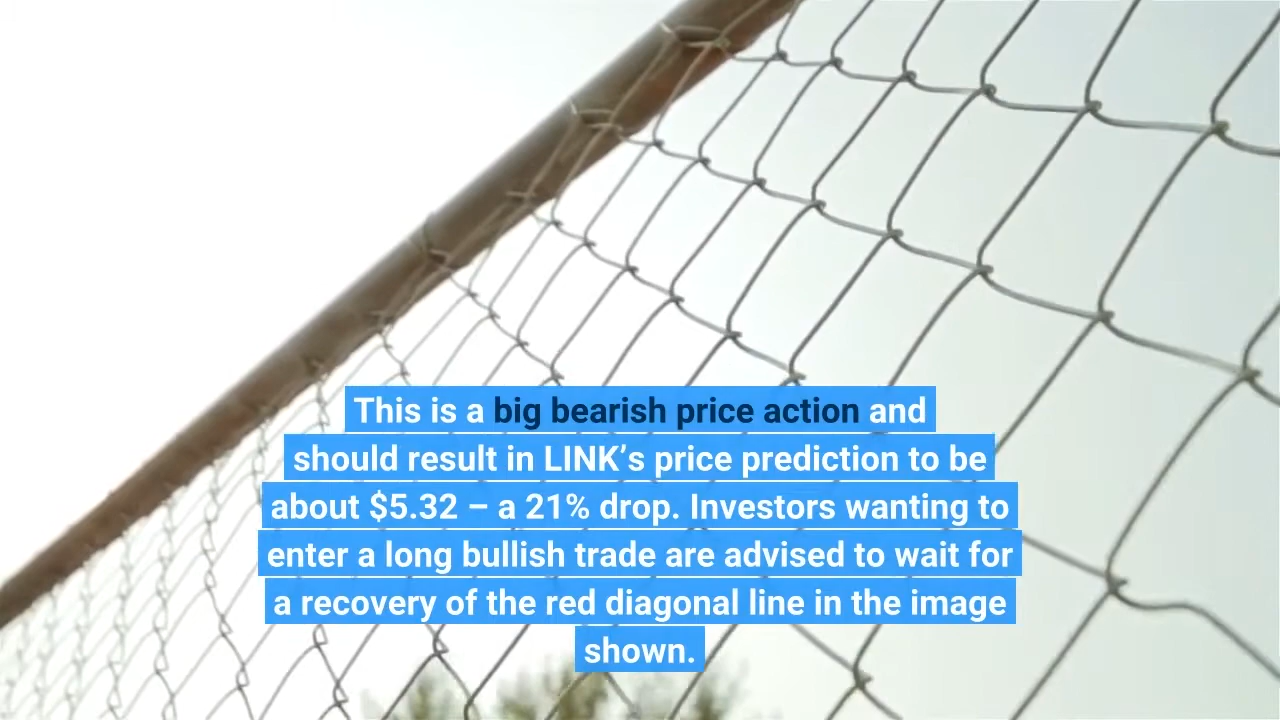 This is a big bearish price action and
should result in LINK’s price prediction to be
about $5.32 – a 21% drop. Investors wanting to
enter a long bullish trade are advised to wait for
a recovery of the red diagonal line in the image
shown.